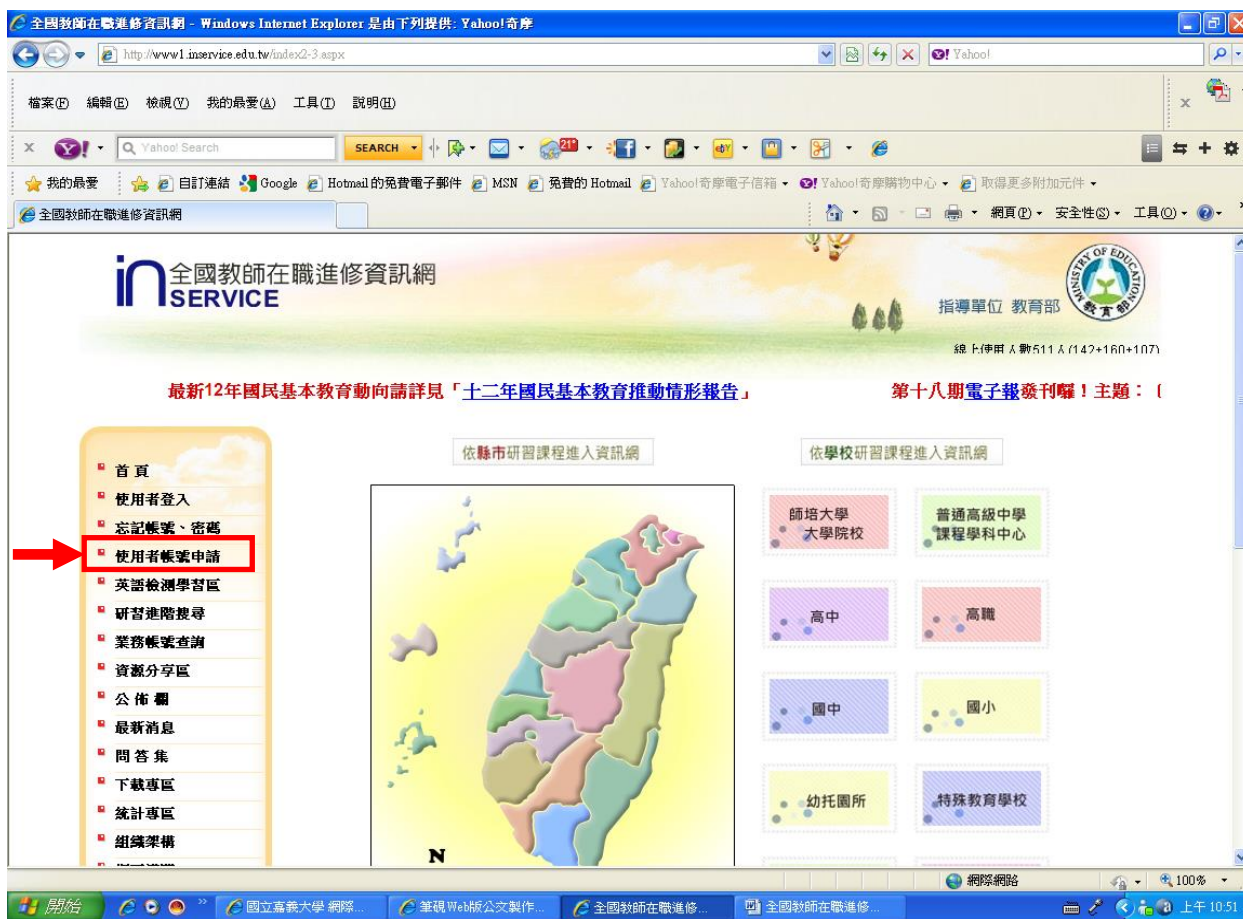 全國教師在職進修資訊網 - Windows Internet Explorer 是由下列提供: Yahoo!奇摩
http://www1.inservice.edu.tw/index2-3.aspx
Yahoo!
檔案(F) 編輯(E) 檢視(V) 我的最愛(A) 工具(T) 說明(H)
x
x Y! Yahoo! Search SEARCH 21° ebY
我的最愛 自訂連結 Google Hotmail 的免費電子郵件 MSN 免費的 Hotmail Yahoo!奇摩電子信箱 Yahoo!奇摩購物中心 取得更多附加元件
全國教師在職進修資訊網 網頁(P) 安全性(S) 工具(O)
in SERVICE 全國教師在職進修資訊網
MINISTRY OF EDUCATION 教育部
指導單位 教育部
線上使用人數511人(142+160+107)
最新12年國民基本教育動向請詳見「十二年國民基本教育推動情形報告」 第十八期電子報發刊囉！主題：
依縣市研習課程進入資訊網
依學校研習課程進入資訊網
首頁
使用者登入
忘記帳號、密碼
使用者帳號申請
英語檢測學習區
研習進階搜尋
業務帳號查詢
資源分享區
公佈欄
最新消息
問答集
下載專區
統計專區
組織架構
N
師培大學
大學院校
普通高級中學
課程學科中心
高中
高職
國中
國小
幼托園所
特殊教育學校
網際網路 100%
開始 國立嘉義大學 網際... 筆硯Web版公文製作... 全國教師在職進修... 全國教師在職進修... 上午 10:51